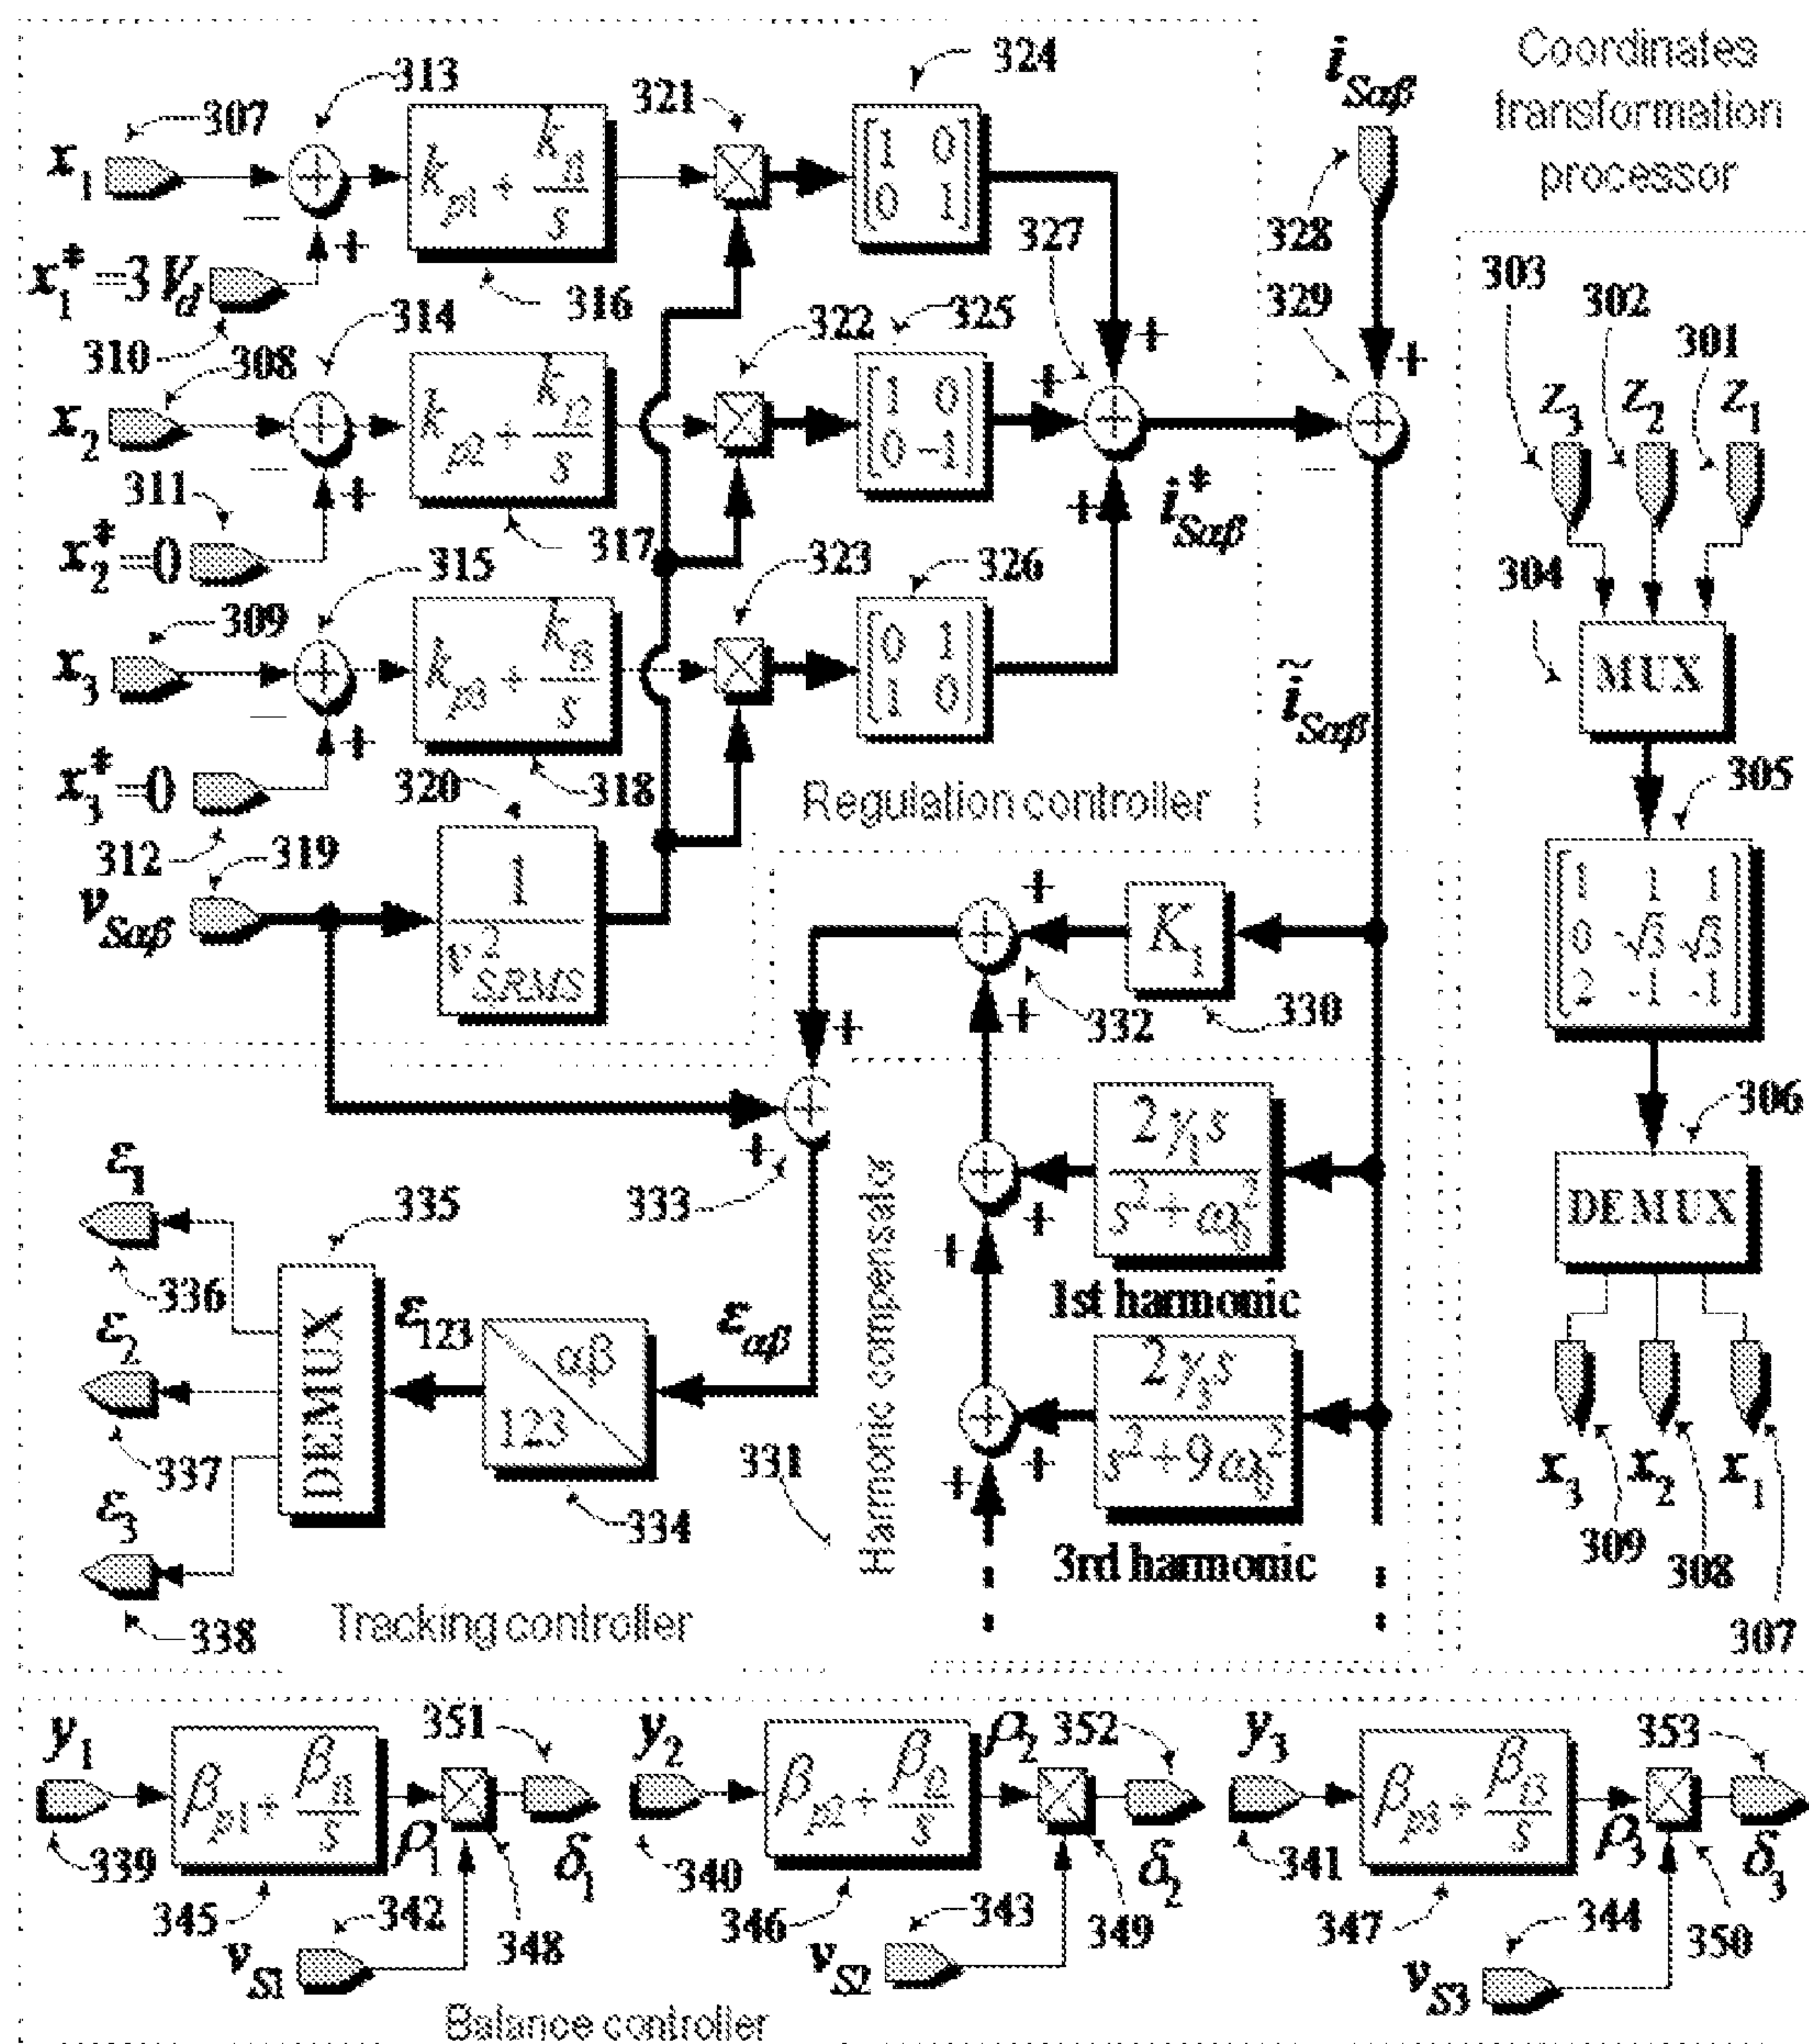 Coordinates
transformation
processor
307
x1
313
kp1 + ki1/s
321
324
[1 0
0 1]
iSαβ
328
x1* = 3Vd
310
316
327
329
308
x2
314
kp2 + ki2/s
322
325
[1 0
0 -1]
311
x2* = 0
317
i*Sαβ
309
x3
315
kp3 + ki3/s
323
326
[0 1
1 0]
x3* = 0
312
318
Regulation controller
ĩSαβ
319
vSαβ
320
1/v²SRMS
303
302
301
z3
z2
z1
304
MUX
305
[1 1 1
0 -√3 √3
2 -1 -1]
306
DEMUX
x3
x2
x1
309
308
307
K1
332
330
333
2γ1s/(s² + ω0²)
1st harmonic
2γ3s/(s² + 9ω0²)
3rd harmonic
Harmonic compensator
331
ε1
336
ε2
337
ε3
338
335
DEMUX
ε123
αβ
123
334
εαβ
Tracking controller
y1
339
βp1 + βi1/s
345
ρ1
351
δ1
342
vS1
348
y2
340
βp2 + βi2/s
346
ρ2
352
δ2
343
vS2
349
y3
341
βp3 + βi3/s
347
ρ3
353
δ3
344
vS3
350
Balance controller